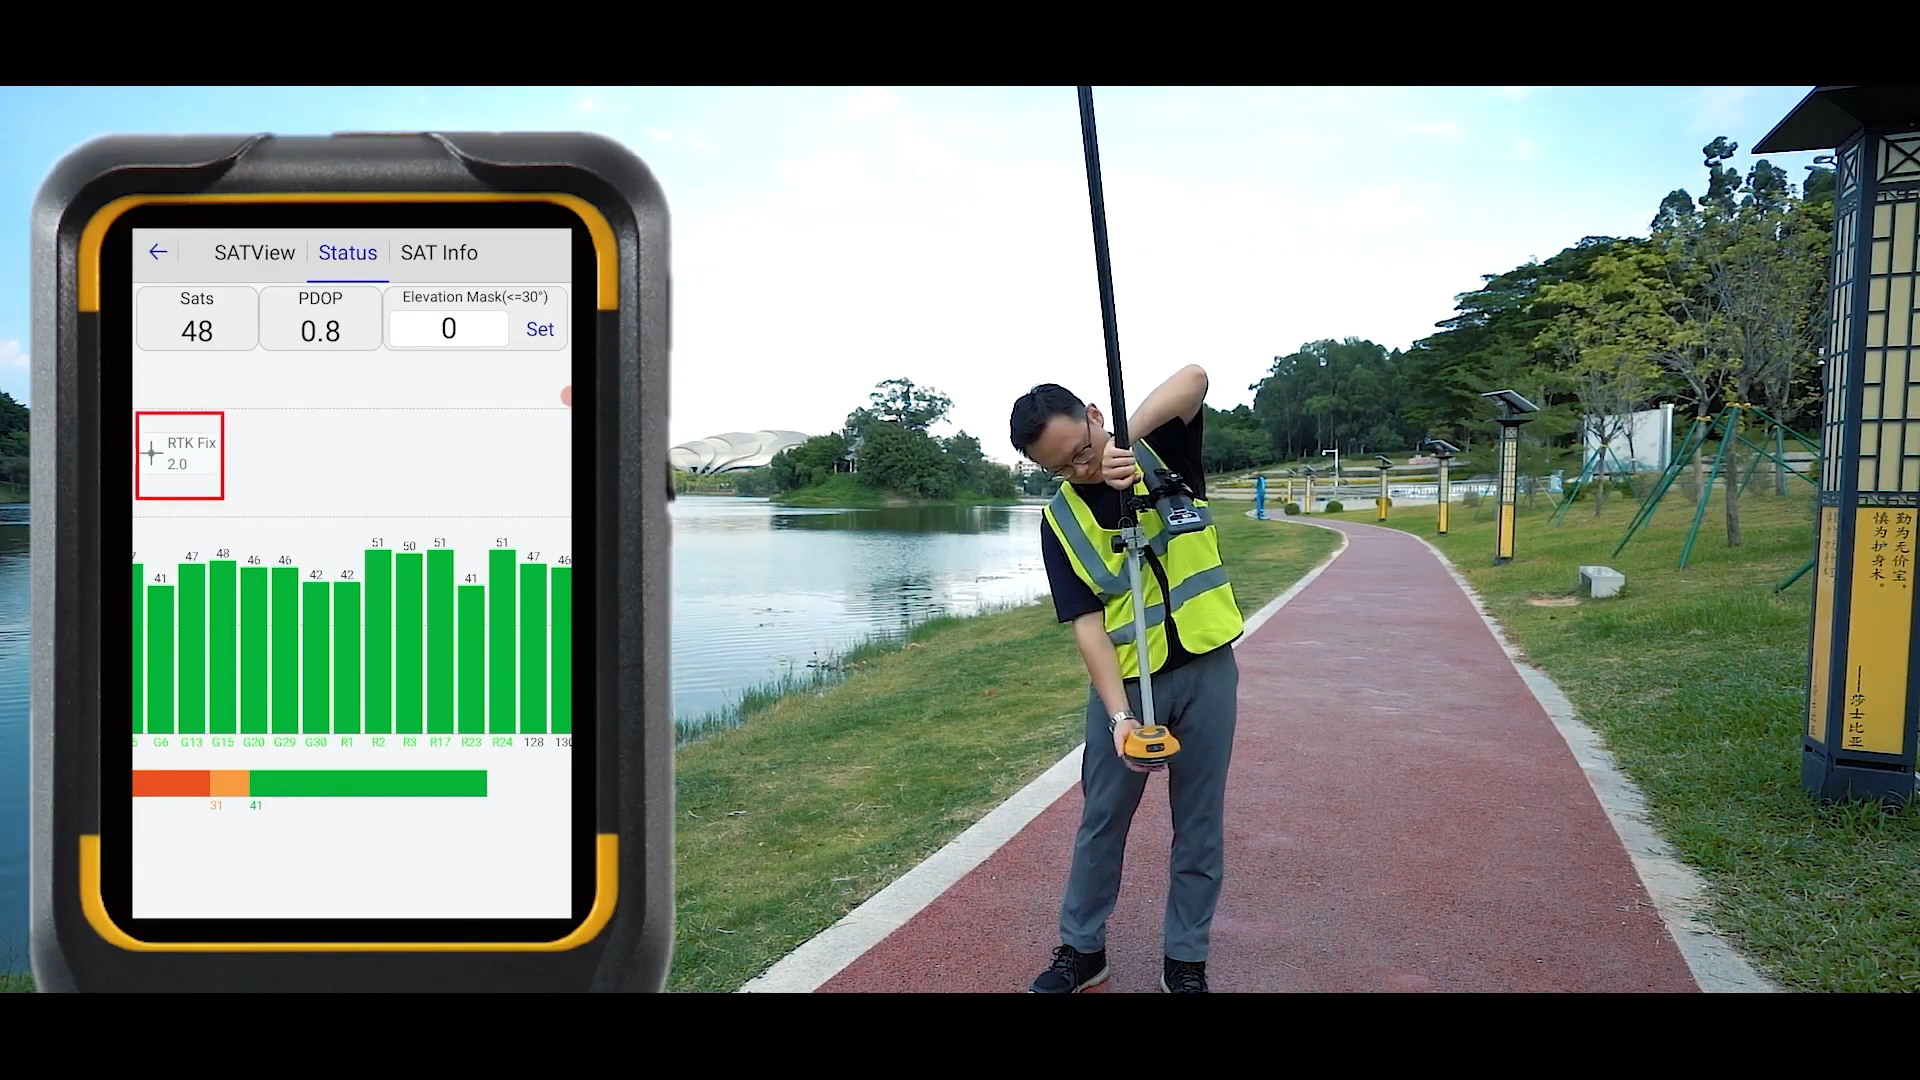 SATView Status SAT Info
Sats PDOP Elevation Mask(<=30°)
48 0.8 0 Set
RTK Fix
2.0
41 47 48 46 46 42 42 51 50 51 41 51 47 46
G6 G13 G15 G20 G29 G30 R1 R2 R3 R17 R23 R24 128 130
31 41
勤为无价宝，
慎为护身术。
——莎士比亚